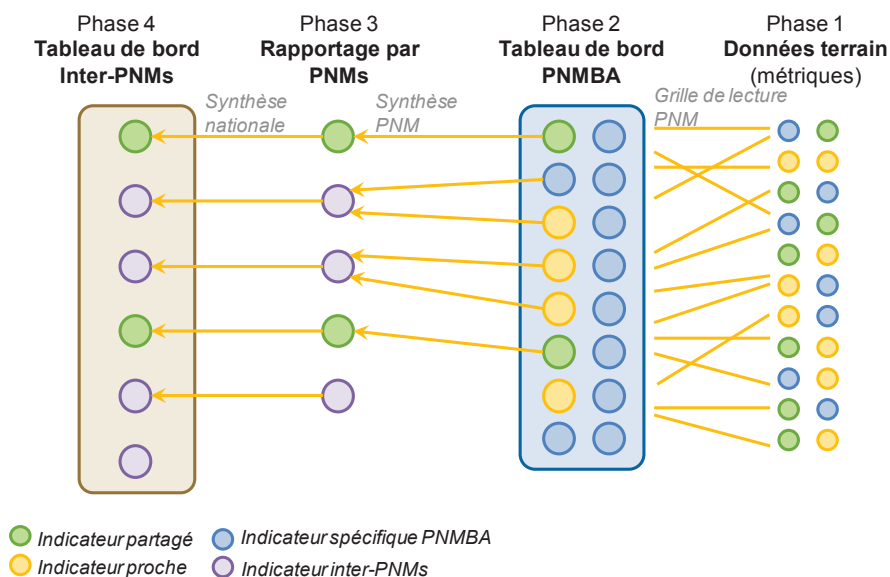 Phase 4
Tableau de bord
Inter-PNMs
Phase 3
Rapportage par
PNMs
Phase 2
Tableau de bord
PNMBA
Phase 1
Données terrain
(métriques)
Synthèse
nationale
Synthèse
PNM
Grille de lecture
PNM
Indicateur partagé
Indicateur spécifique PNMBA
Indicateur proche
Indicateur inter-PNMs